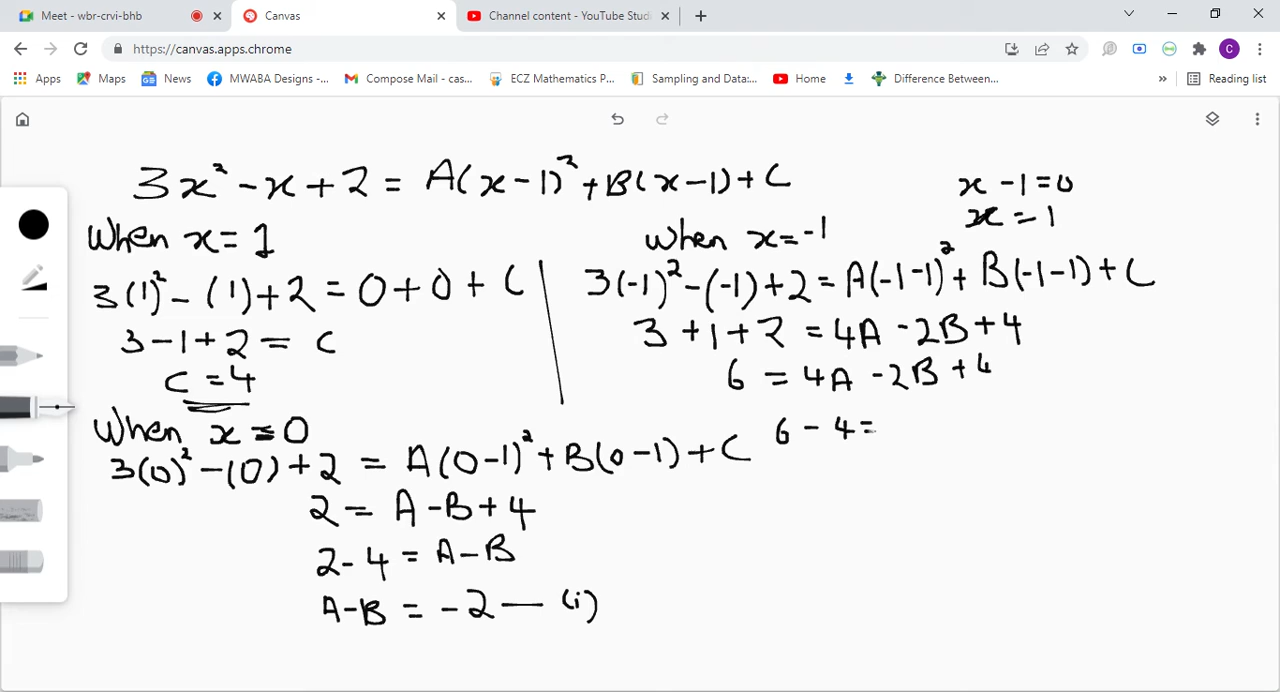 Meet - wbr-crvi-bhb
Canvas
Channel content - YouTube Stud
https://canvas.apps.chrome
C
Apps
Maps
News
MWABA Designs -...
Compose Mail - cas...
ECZ Mathematics P...
Sampling and Data:...
Home
Difference Between...
»
Reading list
3x² - x + 2 = A(x-1)² + B(x-1) + C
x - 1 = 0
x = 1
When x = 1
3(1)² - (1) + 2 = 0 + 0 + C
3 - 1 + 2 = C
C = 4
When x = -1
3(-1)² - (-1) + 2 = A(-1-1)² + B(-1-1) + C
3 + 1 + 2 = 4A - 2B + 4
6 = 4A - 2B + 4
6 - 4 =
When x = 0
3(0)² - (0) + 2 = A(0-1)² + B(0-1) + C
2 = A - B + 4
2 - 4 = A - B
A - B = -2 — (i)